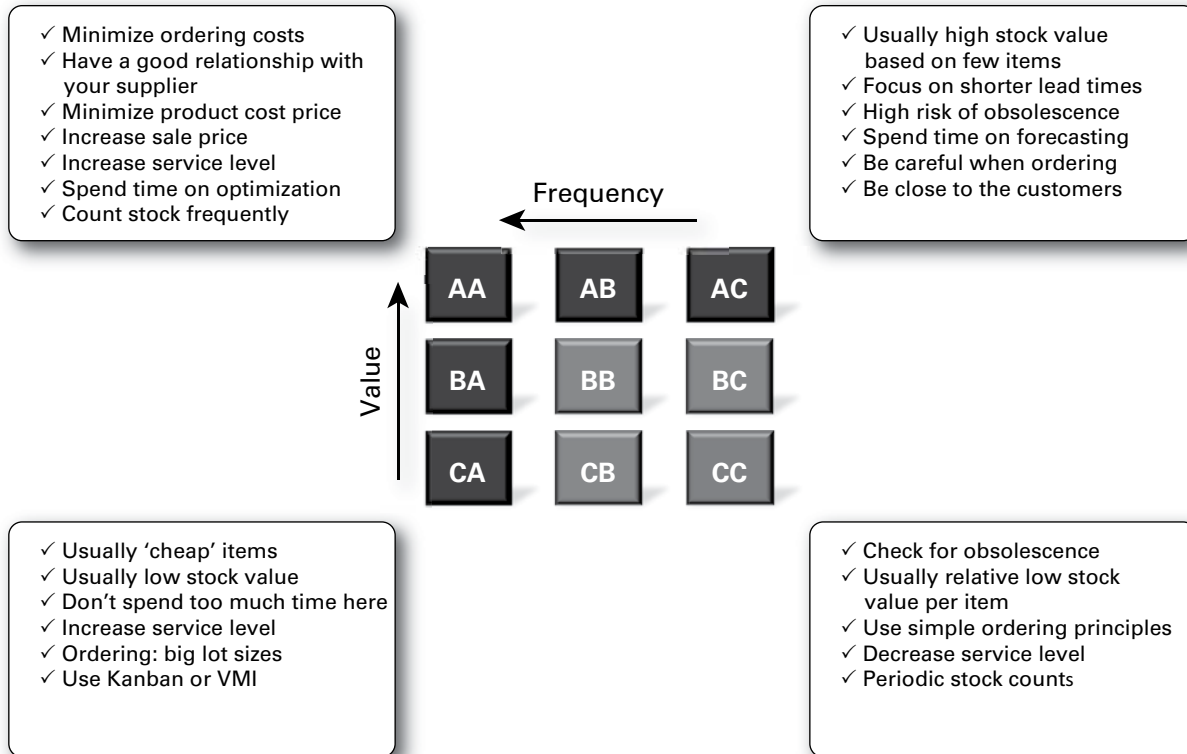 ✓ Minimize ordering costs
✓ Have a good relationship with
your supplier
✓ Minimize product cost price
✓ Increase sale price
✓ Increase service level
✓ Spend time on optimization
✓ Count stock frequently
✓ Usually high stock value
based on few items
✓ Focus on shorter lead times
✓ High risk of obsolescence
✓ Spend time on forecasting
✓ Be careful when ordering
✓ Be close to the customers
Frequency
Value
AA AB AC
BA BB BC
CA CB CC
✓ Usually ‘cheap’ items
✓ Usually low stock value
✓ Don’t spend too much time here
✓ Increase service level
✓ Ordering: big lot sizes
✓ Use Kanban or VMI
✓ Check for obsolescence
✓ Usually relative low stock
value per item
✓ Use simple ordering principles
✓ Decrease service level
✓ Periodic stock counts